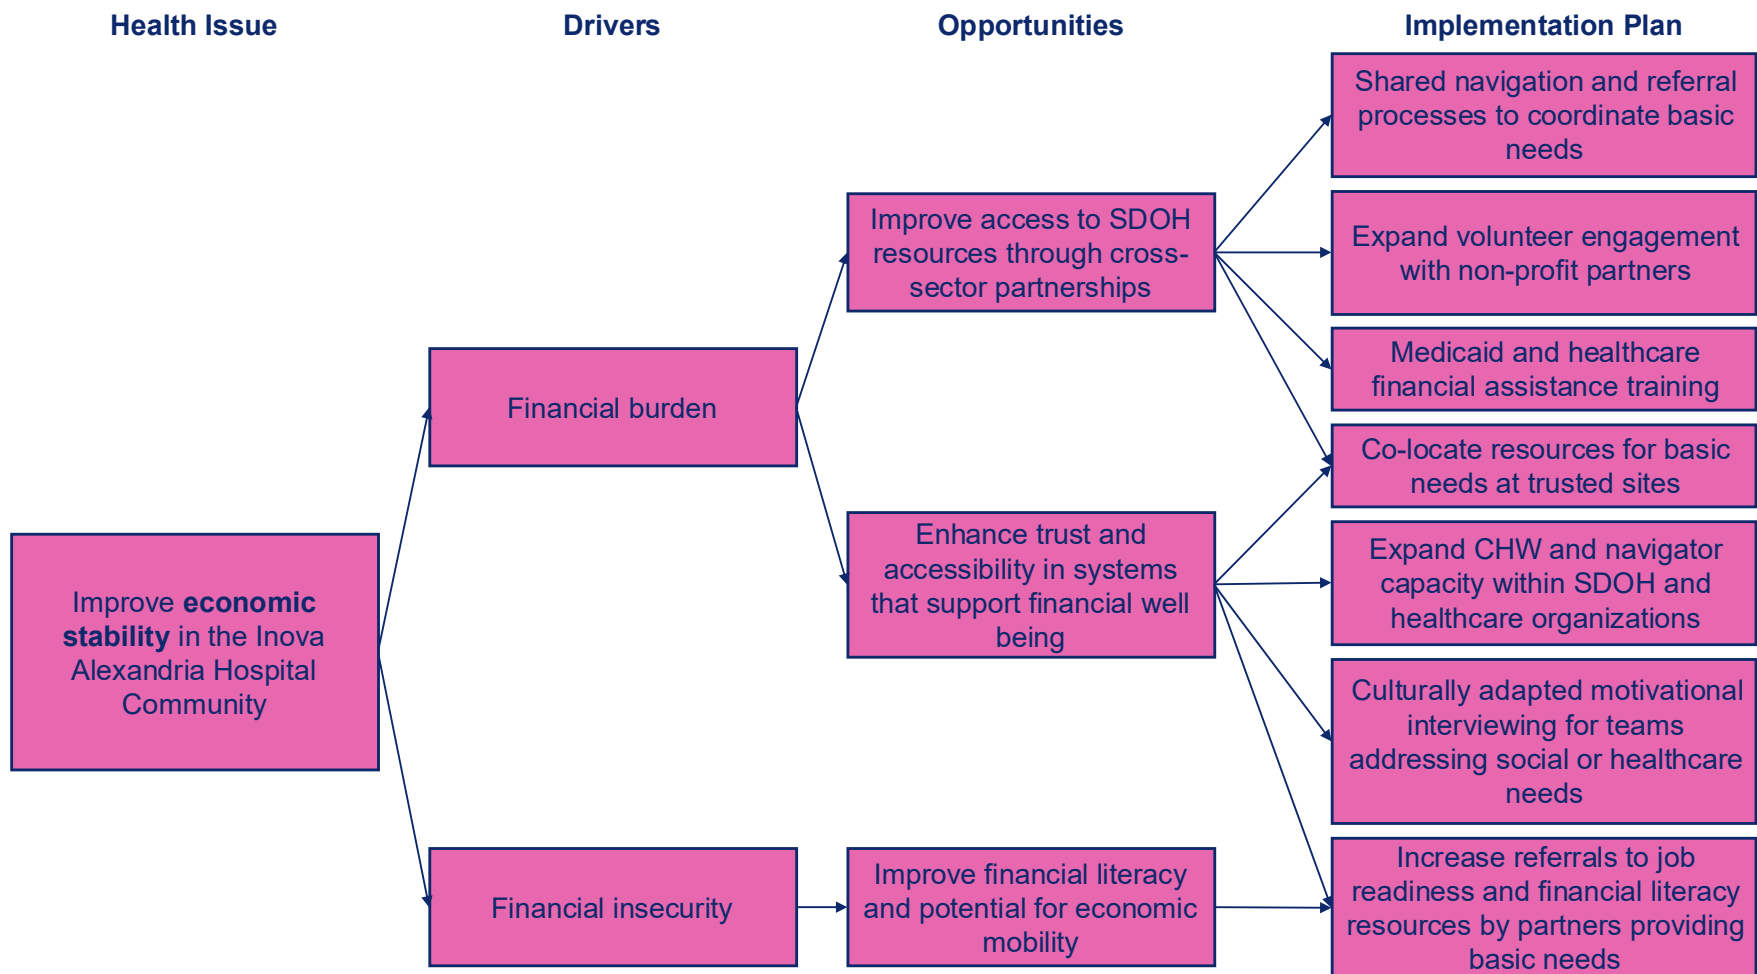 Health Issue
Drivers
Opportunities
Implementation Plan
Improve economic
stability in the Inova
Alexandria Hospital
Community
Financial burden
Financial insecurity
Improve access to SDOH
resources through cross-
sector partnerships
Enhance trust and
accessibility in systems
that support financial well
being
Improve financial literacy
and potential for economic
mobility
Shared navigation and referral
processes to coordinate basic
needs
Expand volunteer engagement
with non-profit partners
Medicaid and healthcare
financial assistance training
Co-locate resources for basic
needs at trusted sites
Expand CHW and navigator
capacity within SDOH and
healthcare organizations
Culturally adapted motivational
interviewing for teams
addressing social or healthcare
needs
Increase referrals to job
readiness and financial literacy
resources by partners providing
basic needs